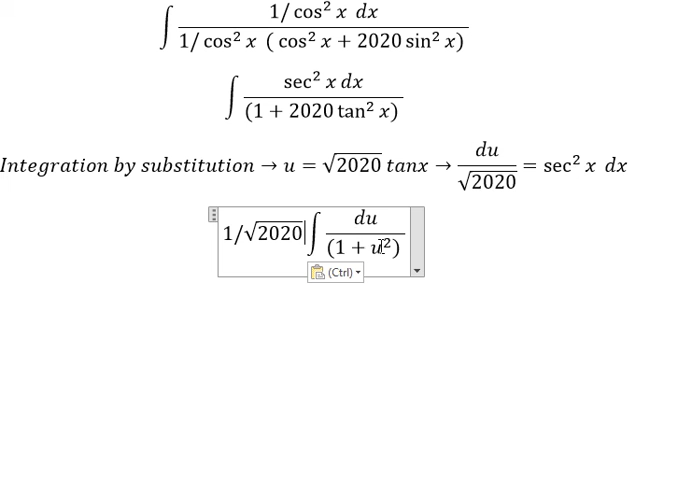 ∫ 1/ cos² x dx / 1/ cos² x ( cos² x + 2020 sin² x)
∫ sec² x dx / (1 + 2020 tan² x)
Integration by substitution → u = √2020 tanx → du / √2020 = sec² x dx
1/√2020 ∫ du / (1 + u²)
(Ctrl)